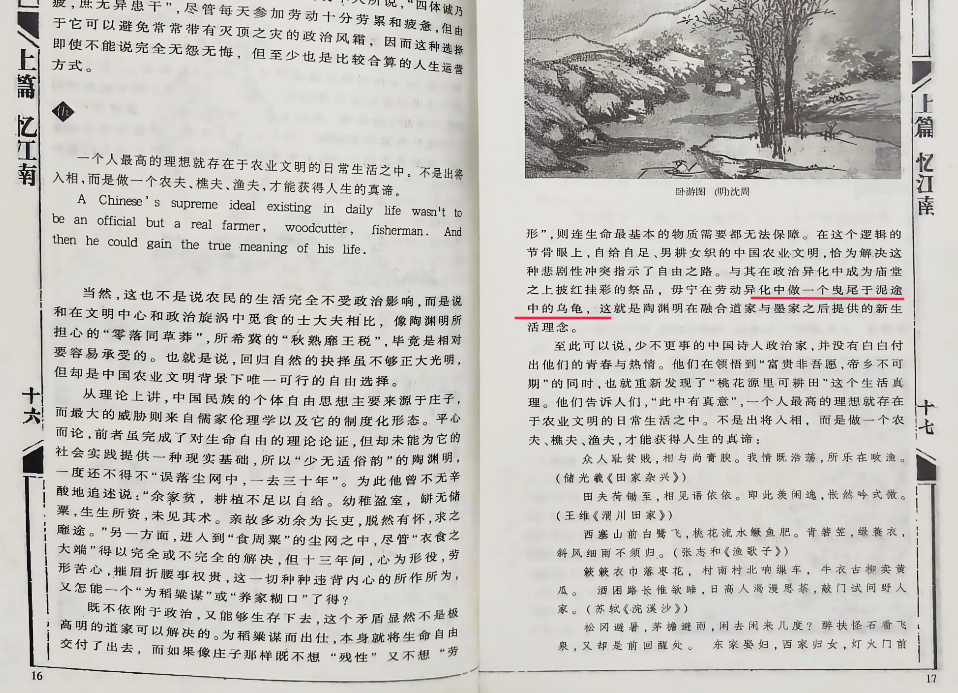 疲，庶无异患干”，尽管每天参加劳动十分劳累和疲惫，但由
于它可以避免常常带有灭顶之灾的政治风霜，因而这种选择
即使不能说完全无怨无悔，但至少也是比较合算的人生运营
方式。
一个人最高的理想就存在于农业文明的日常生活之中。不是出将
入相，而是做一个农夫、樵夫、渔夫，才能获得人生的真谛。
A Chinese's supreme ideal existing in daily life wasn't to
be an official but a real farmer, woodcutter, fisherman. And
then he could gain the true meaning of his life.
当然，这也不是说农民的生活完全不受政治影响，而是说
和在文明中心和政治旋涡中觅食的士大夫相比，像陶渊明所
担心的“零落同草莽”，所希冀的“秋熟靡王税”，毕竟是相对
要容易承受的。也就是说，回归自然的抉择虽不够正大光明，
但却是中国农业文明背景下唯一可行的自由选择。
从理论上讲，中国民族的个体自由思想主要来源于庄子，
而最大的威胁则来自儒家伦理学以及它的制度化形态。平心
而论，前者虽完成了对生命自由的理论论证，但却未能为它的
社会实践提供一种现实基础，所以“少无适俗韵”的陶渊明，
一度还不得不“误落尘网中，一去三十年”。为此他曾不无辛
酸地追述说：“余家贫，耕植不足以自给。幼稚盈室，缾无储
粟，生生所资，未见其术。亲故多劝余为长吏，脱然有怀，求之
靡途。”另一方面，进入到“食周粟”的尘网之中，尽管“衣食之
大端”得以完全或不完全的解决，但十三年间，心为形役，劳
形苦心，摧眉折腰事权贵，这一切种种违背内心的所作所为，
又怎能一个“为稻粱谋”或“养家糊口”了得？
既不依附于政治，又能够生存下去，这个矛盾显然不是极
高明的道家可以解决的。为稻粱谋而出仕，本身就将生命自由
交付了出去，而如果像庄子那样既不想“残性”又不想“劳
16
上篇 忆江南
十六
卧游图 (明)沈周
形”，则连生命最基本的物质需要都无法保障。在这个逻辑的
节骨眼上，自给自足、男耕女织的中国农业文明，恰为解决这
种悲剧性冲突指示了自由之路。与其在政治异化中成为庙堂
之上披红挂彩的祭品，毋宁在劳动异化中做一个曳尾于泥途
中的乌龟，这就是陶渊明在融合道家与墨家之后提供的新生
活理念。
至此可以说，少不更事的中国诗人政治家，并没有白白付
出他们的青春与热情。他们在领悟到“富贵非吾愿，帝乡不可
期”的同时，也就重新发现了“桃花源里可耕田”这个生活真
理。他们告诉人们，“此中有真意”，一个人最高的理想就存在
于农业文明的日常生活之中。不是出将入相，而是做一个农
夫、樵夫、渔夫，才能获得人生的真谛：
众人耻贫贱，相与尚膏腴。我情既浩荡，所乐在畋渔。
(储光羲《田家杂兴》)
田夫荷锄至，相见语依依。即此羡闲逸，怅然吟式微。
(王维《渭川田家》)
西塞山前白鹭飞，桃花流水鳜鱼肥。青箬笠，绿蓑衣，
斜风细雨不须归。(张志和《渔歌子》)
簌簌衣巾落枣花，村南村北响缫车，牛衣古柳卖黄
瓜。 酒困路长惟欲睡，日高人渴漫思茶，敲门试问野人
家。(苏轼《浣溪沙》)
松冈避暑，茅檐避雨，闲去闲来几度？醉扶怪石看飞
泉，又却是前回醒处。 东家娶妇，西家归女，灯火门前
17
上篇 忆江南
十七